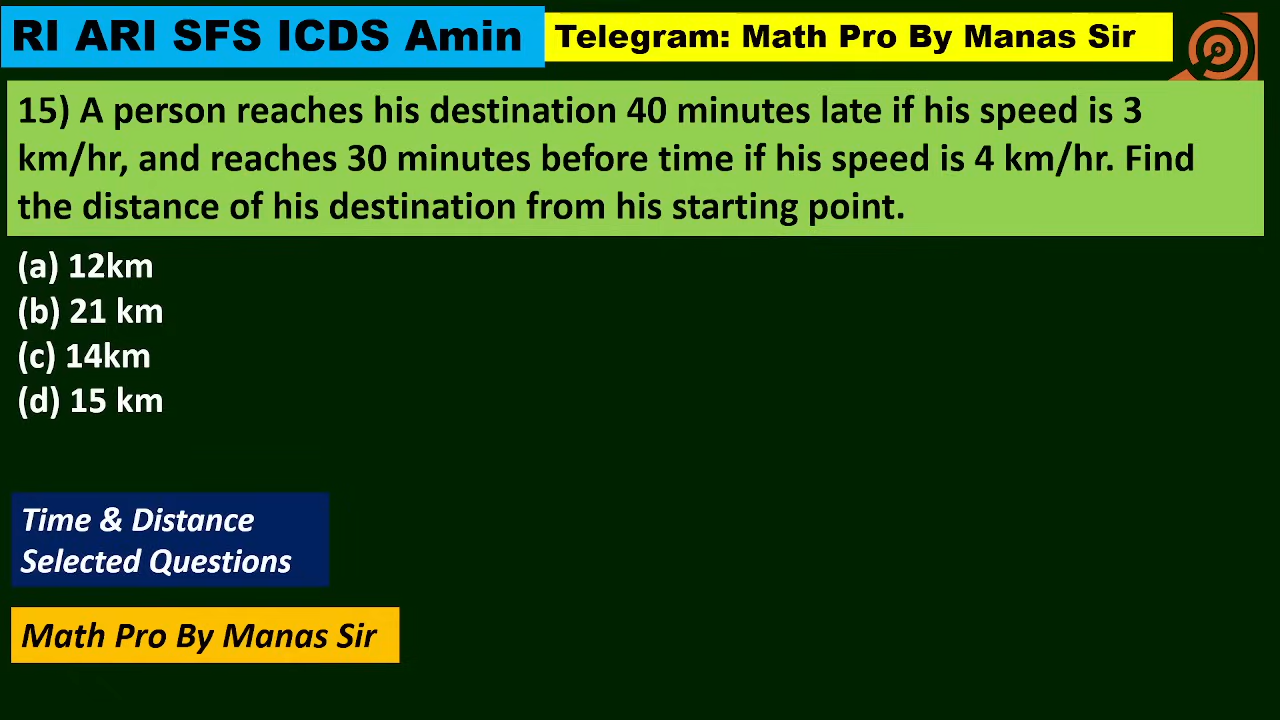 RI ARI SFS ICDS Amin
Telegram: Math Pro By Manas Sir
15) A person reaches his destination 40 minutes late if his speed is 3
km/hr, and reaches 30 minutes before time if his speed is 4 km/hr. Find
the distance of his destination from his starting point.
(a) 12km
(b) 21 km
(c) 14km
(d) 15 km
Time & Distance
Selected Questions
Math Pro By Manas Sir